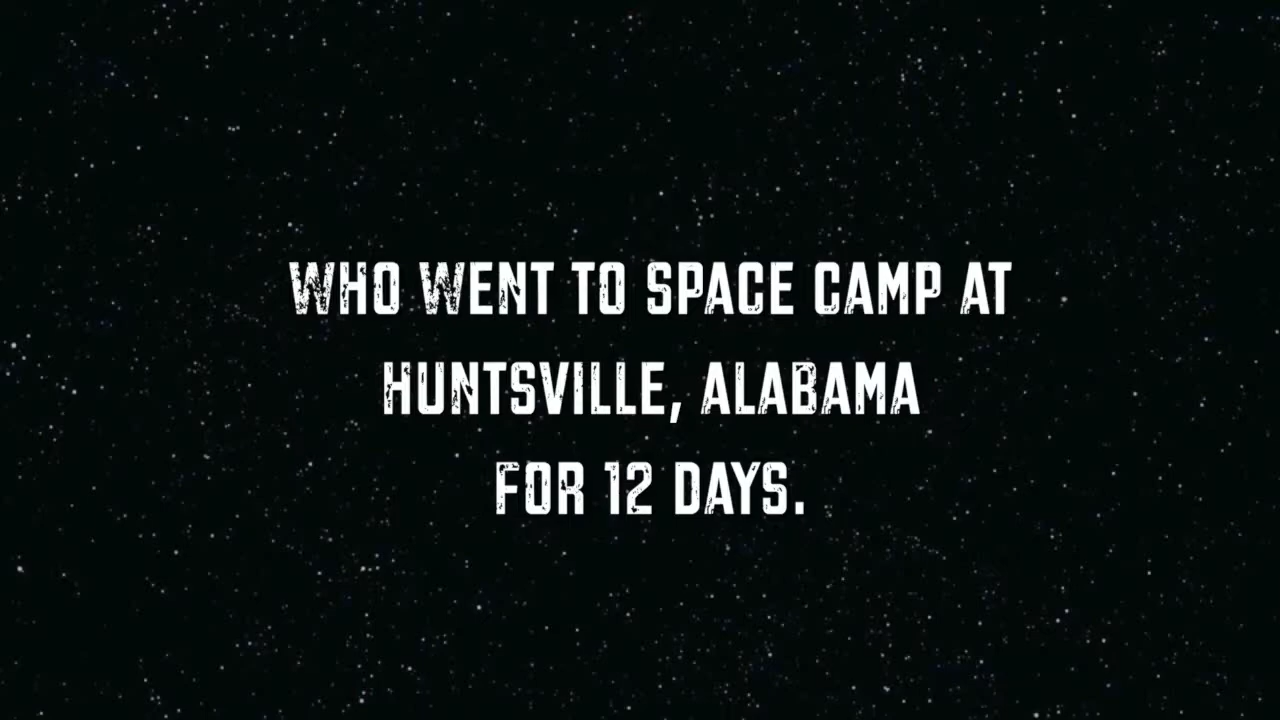 WHO WENT TO SPACE CAMP AT
HUNTSVILLE, ALABAMA
FOR 12 DAYS.